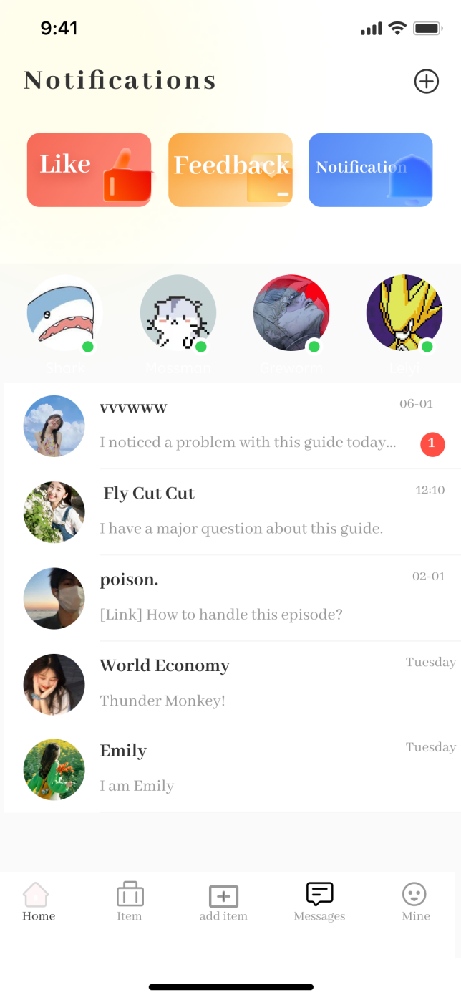 9:41
Notifications
Like
Feedback
Notification
Shark
Mossmon
Greworm
Leiyi
vvvwww
06-01
I noticed a problem with this guide today...
1
Fly Cut Cut
12:10
I have a major question about this guide.
poison.
02-01
[Link] How to handle this episode?
World Economy
Tuesday
Thunder Monkey!
Emily
Tuesday
I am Emily
Home
Item
add item
Messages
Mine